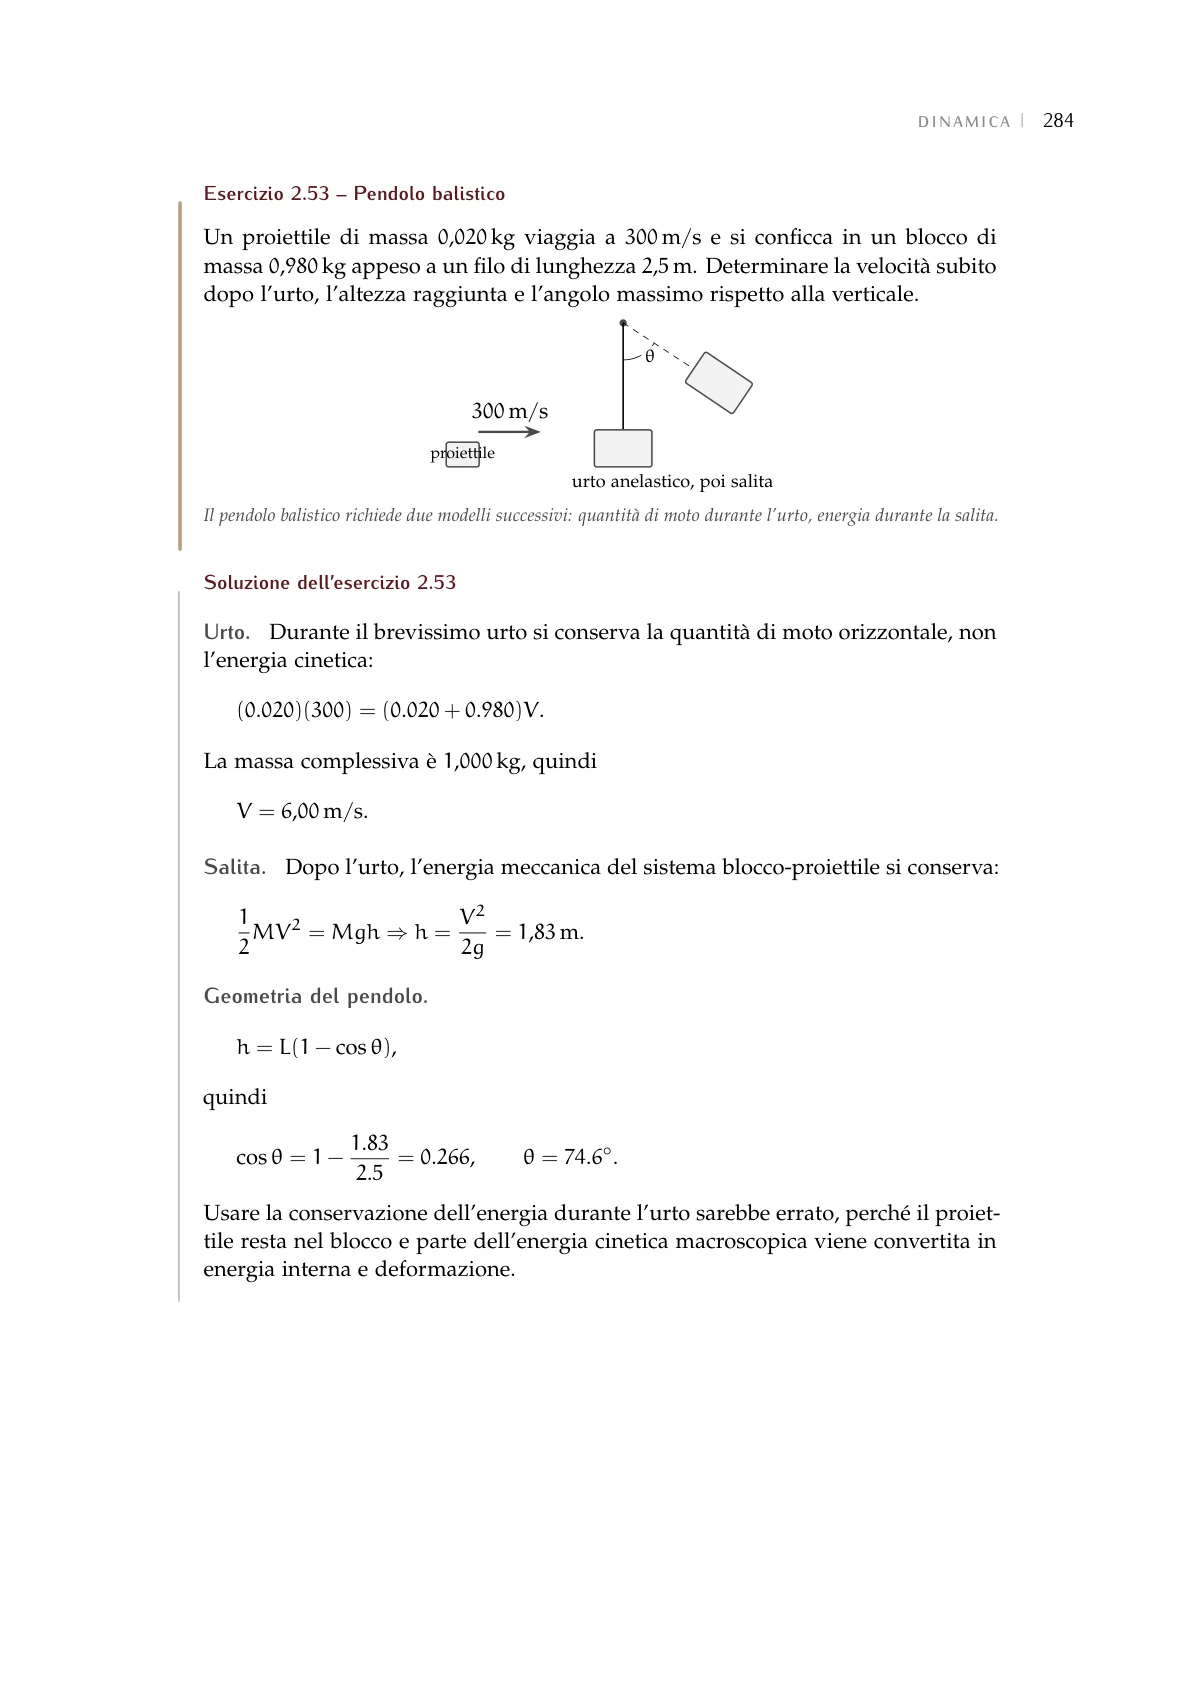 DINAMICA | 284
Esercizio 2.53 – Pendolo balistico
Un proiettile di massa 0,020 kg viaggia a 300 m/s e si conficca in un blocco di
massa 0,980 kg appeso a un filo di lunghezza 2,5 m. Determinare la velocità subito
dopo l'urto, l'altezza raggiunta e l'angolo massimo rispetto alla verticale.
θ
300 m/s
proiettile
urto anelastico, poi salita
Il pendolo balistico richiede due modelli successivi: quantità di moto durante l'urto, energia durante la salita.
Soluzione dell'esercizio 2.53
Urto. Durante il brevissimo urto si conserva la quantità di moto orizzontale, non
l'energia cinetica:
(0.020)(300) = (0.020 + 0.980)V.
La massa complessiva è 1,000 kg, quindi
V = 6,00 m/s.
Salita. Dopo l'urto, l'energia meccanica del sistema blocco-proiettile si conserva:
1/2 MV² = Mgh ⇒ h = V²/2g = 1,83 m.
Geometria del pendolo.
h = L(1 − cos θ),
quindi
cos θ = 1 − 1.83/2.5 = 0.266, θ = 74.6°.
Usare la conservazione dell'energia durante l'urto sarebbe errato, perché il proiet-
tile resta nel blocco e parte dell'energia cinetica macroscopica viene convertita in
energia interna e deformazione.